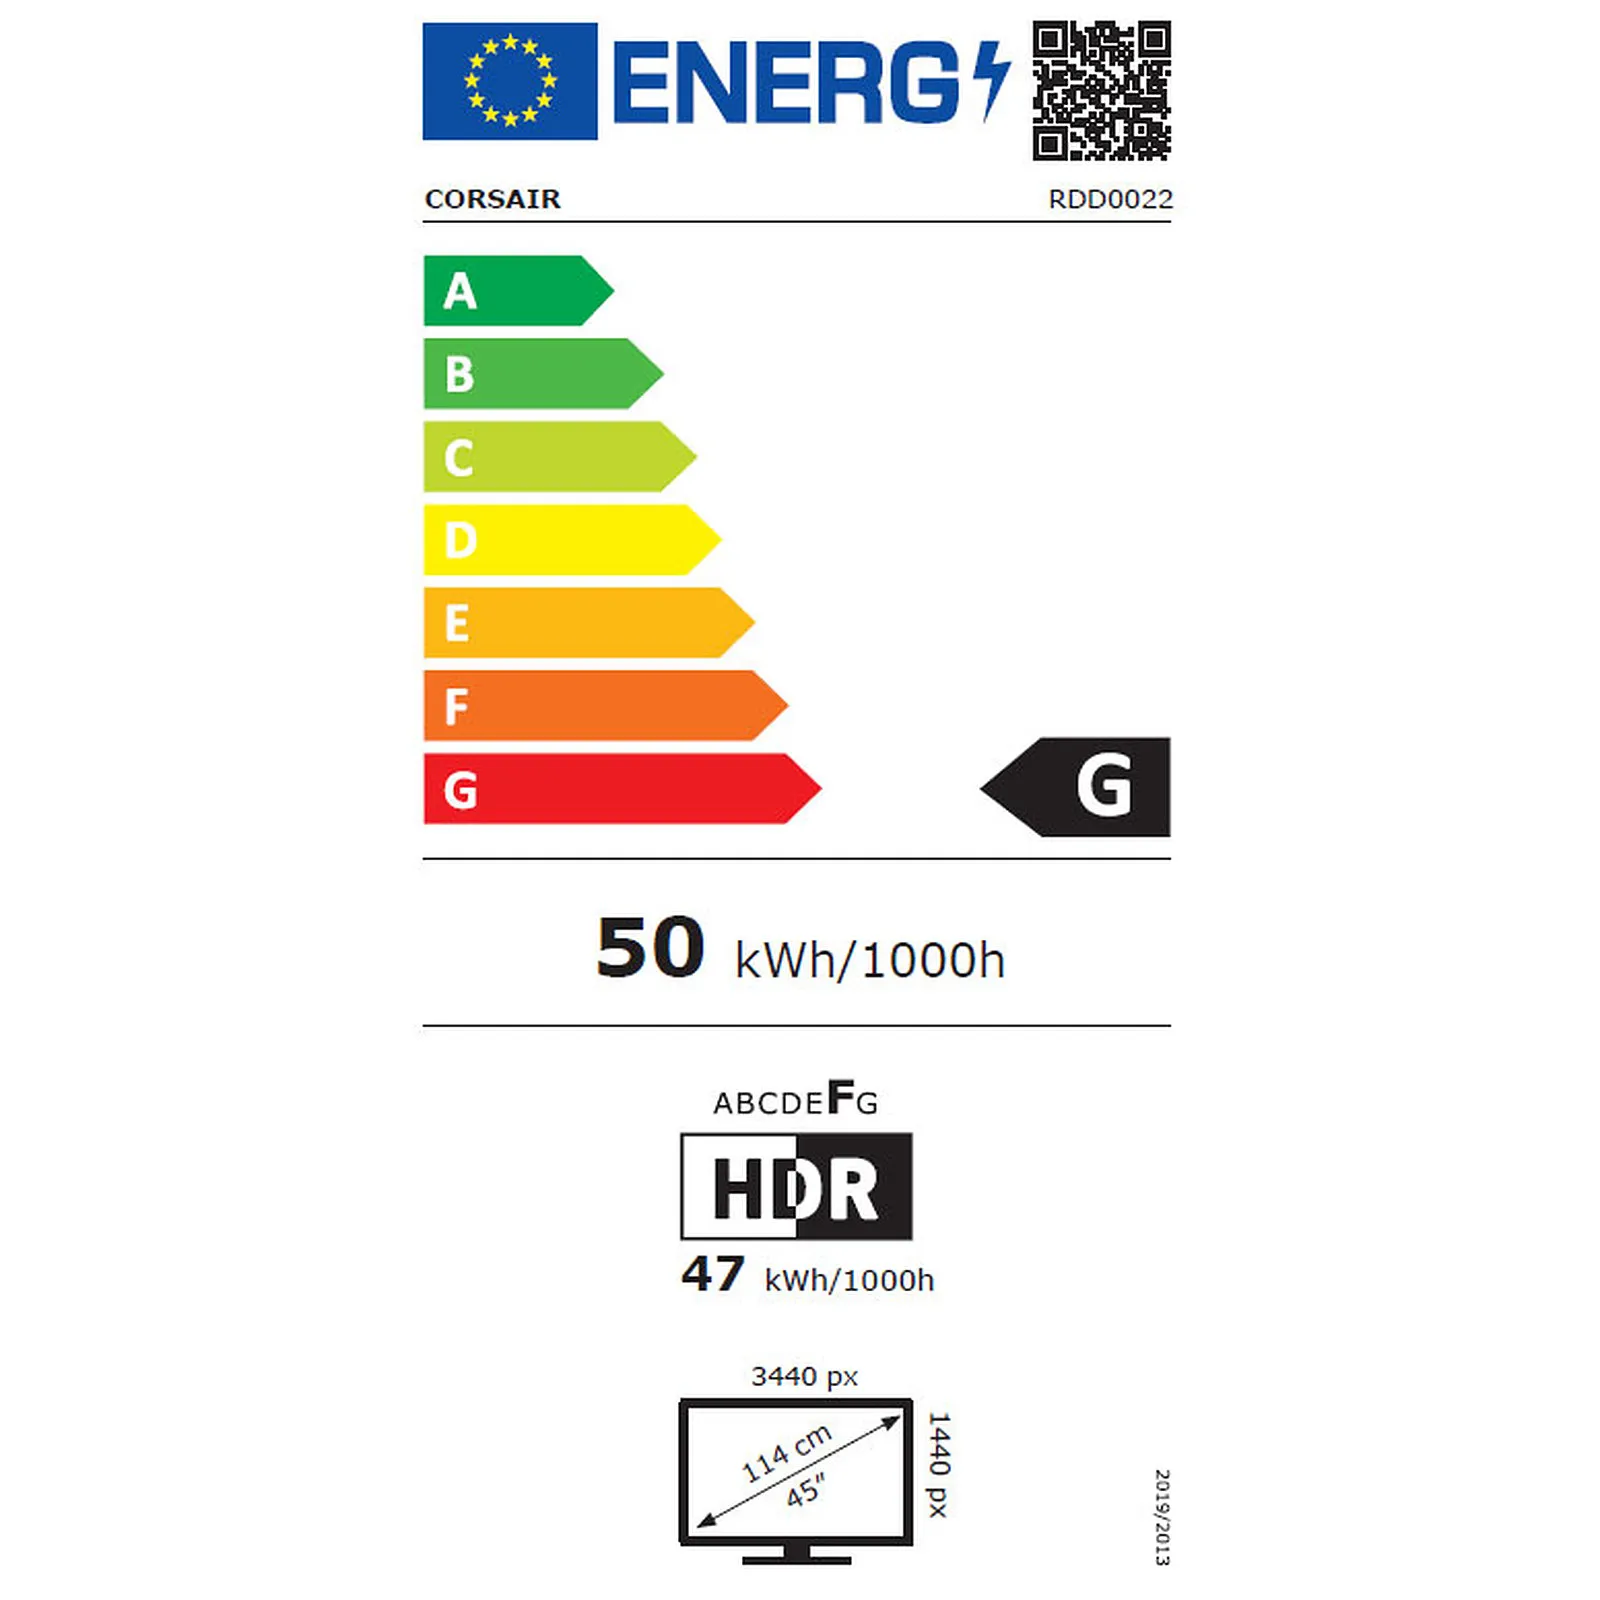 ENERG
CORSAIR RDD0022
A
B
C
D
E
F
G
G
50 kWh/1000h
ABCDEFG
HDR
47 kWh/1000h
3440 px
114 cm
45"
1440 px
2019/2013